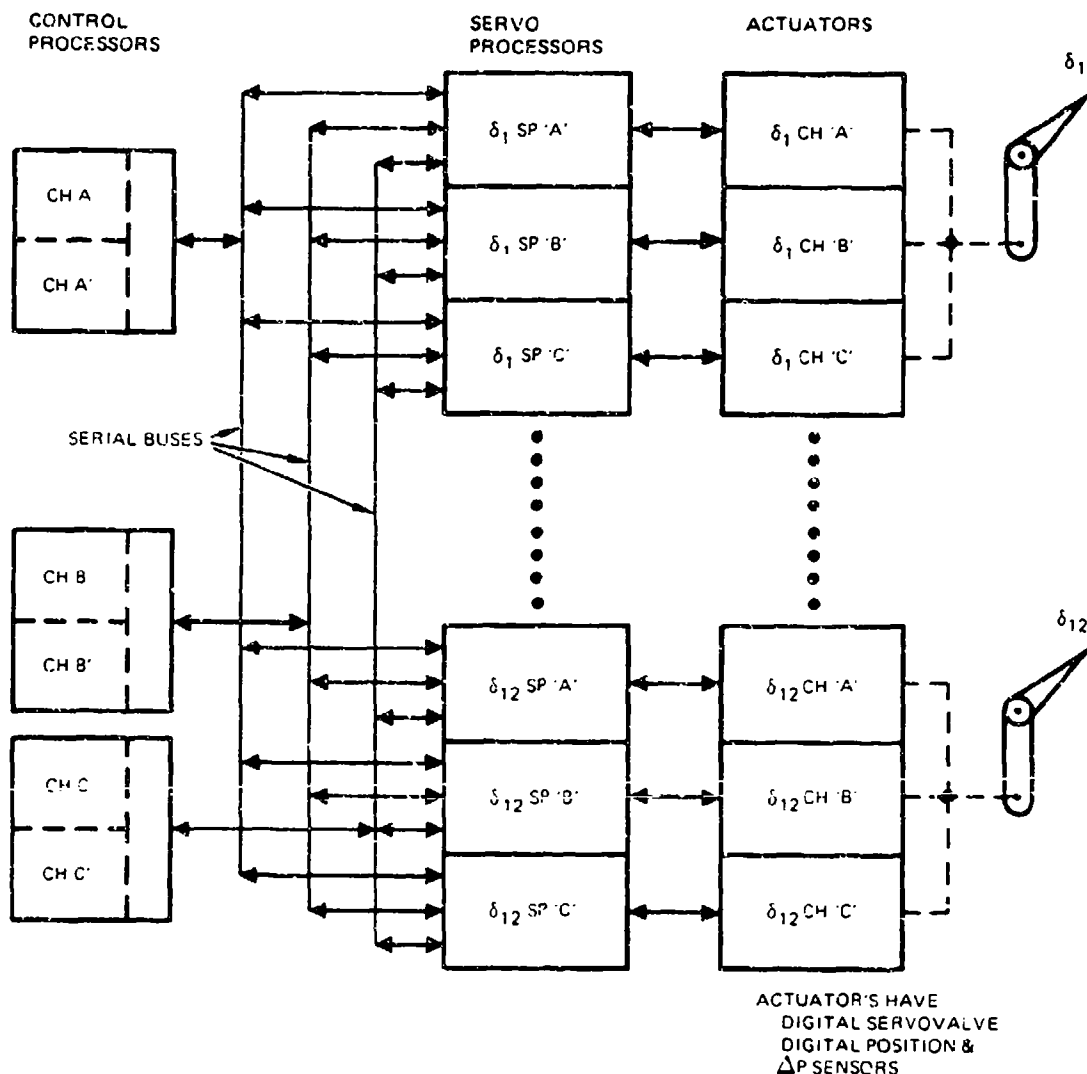 CONTROL
PROCESSORS
SERVO
PROCESSORS
ACTUATORS
δ1
CH A
CH A'
δ1 SP 'A'
δ1 SP 'B'
δ1 SP 'C'
δ1 CH 'A'
δ1 CH 'B'
δ1 CH 'C'
SERIAL BUSES
CH B
CH B'
CH C
CH C'
δ12 SP 'A'
δ12 SP 'B'
δ12 SP 'C'
δ12 CH 'A'
δ12 CH 'B'
δ12 CH 'C'
δ12
ACTUATOR'S HAVE
DIGITAL SERVOVALVE
DIGITAL POSITION &
ΔP SENSORS